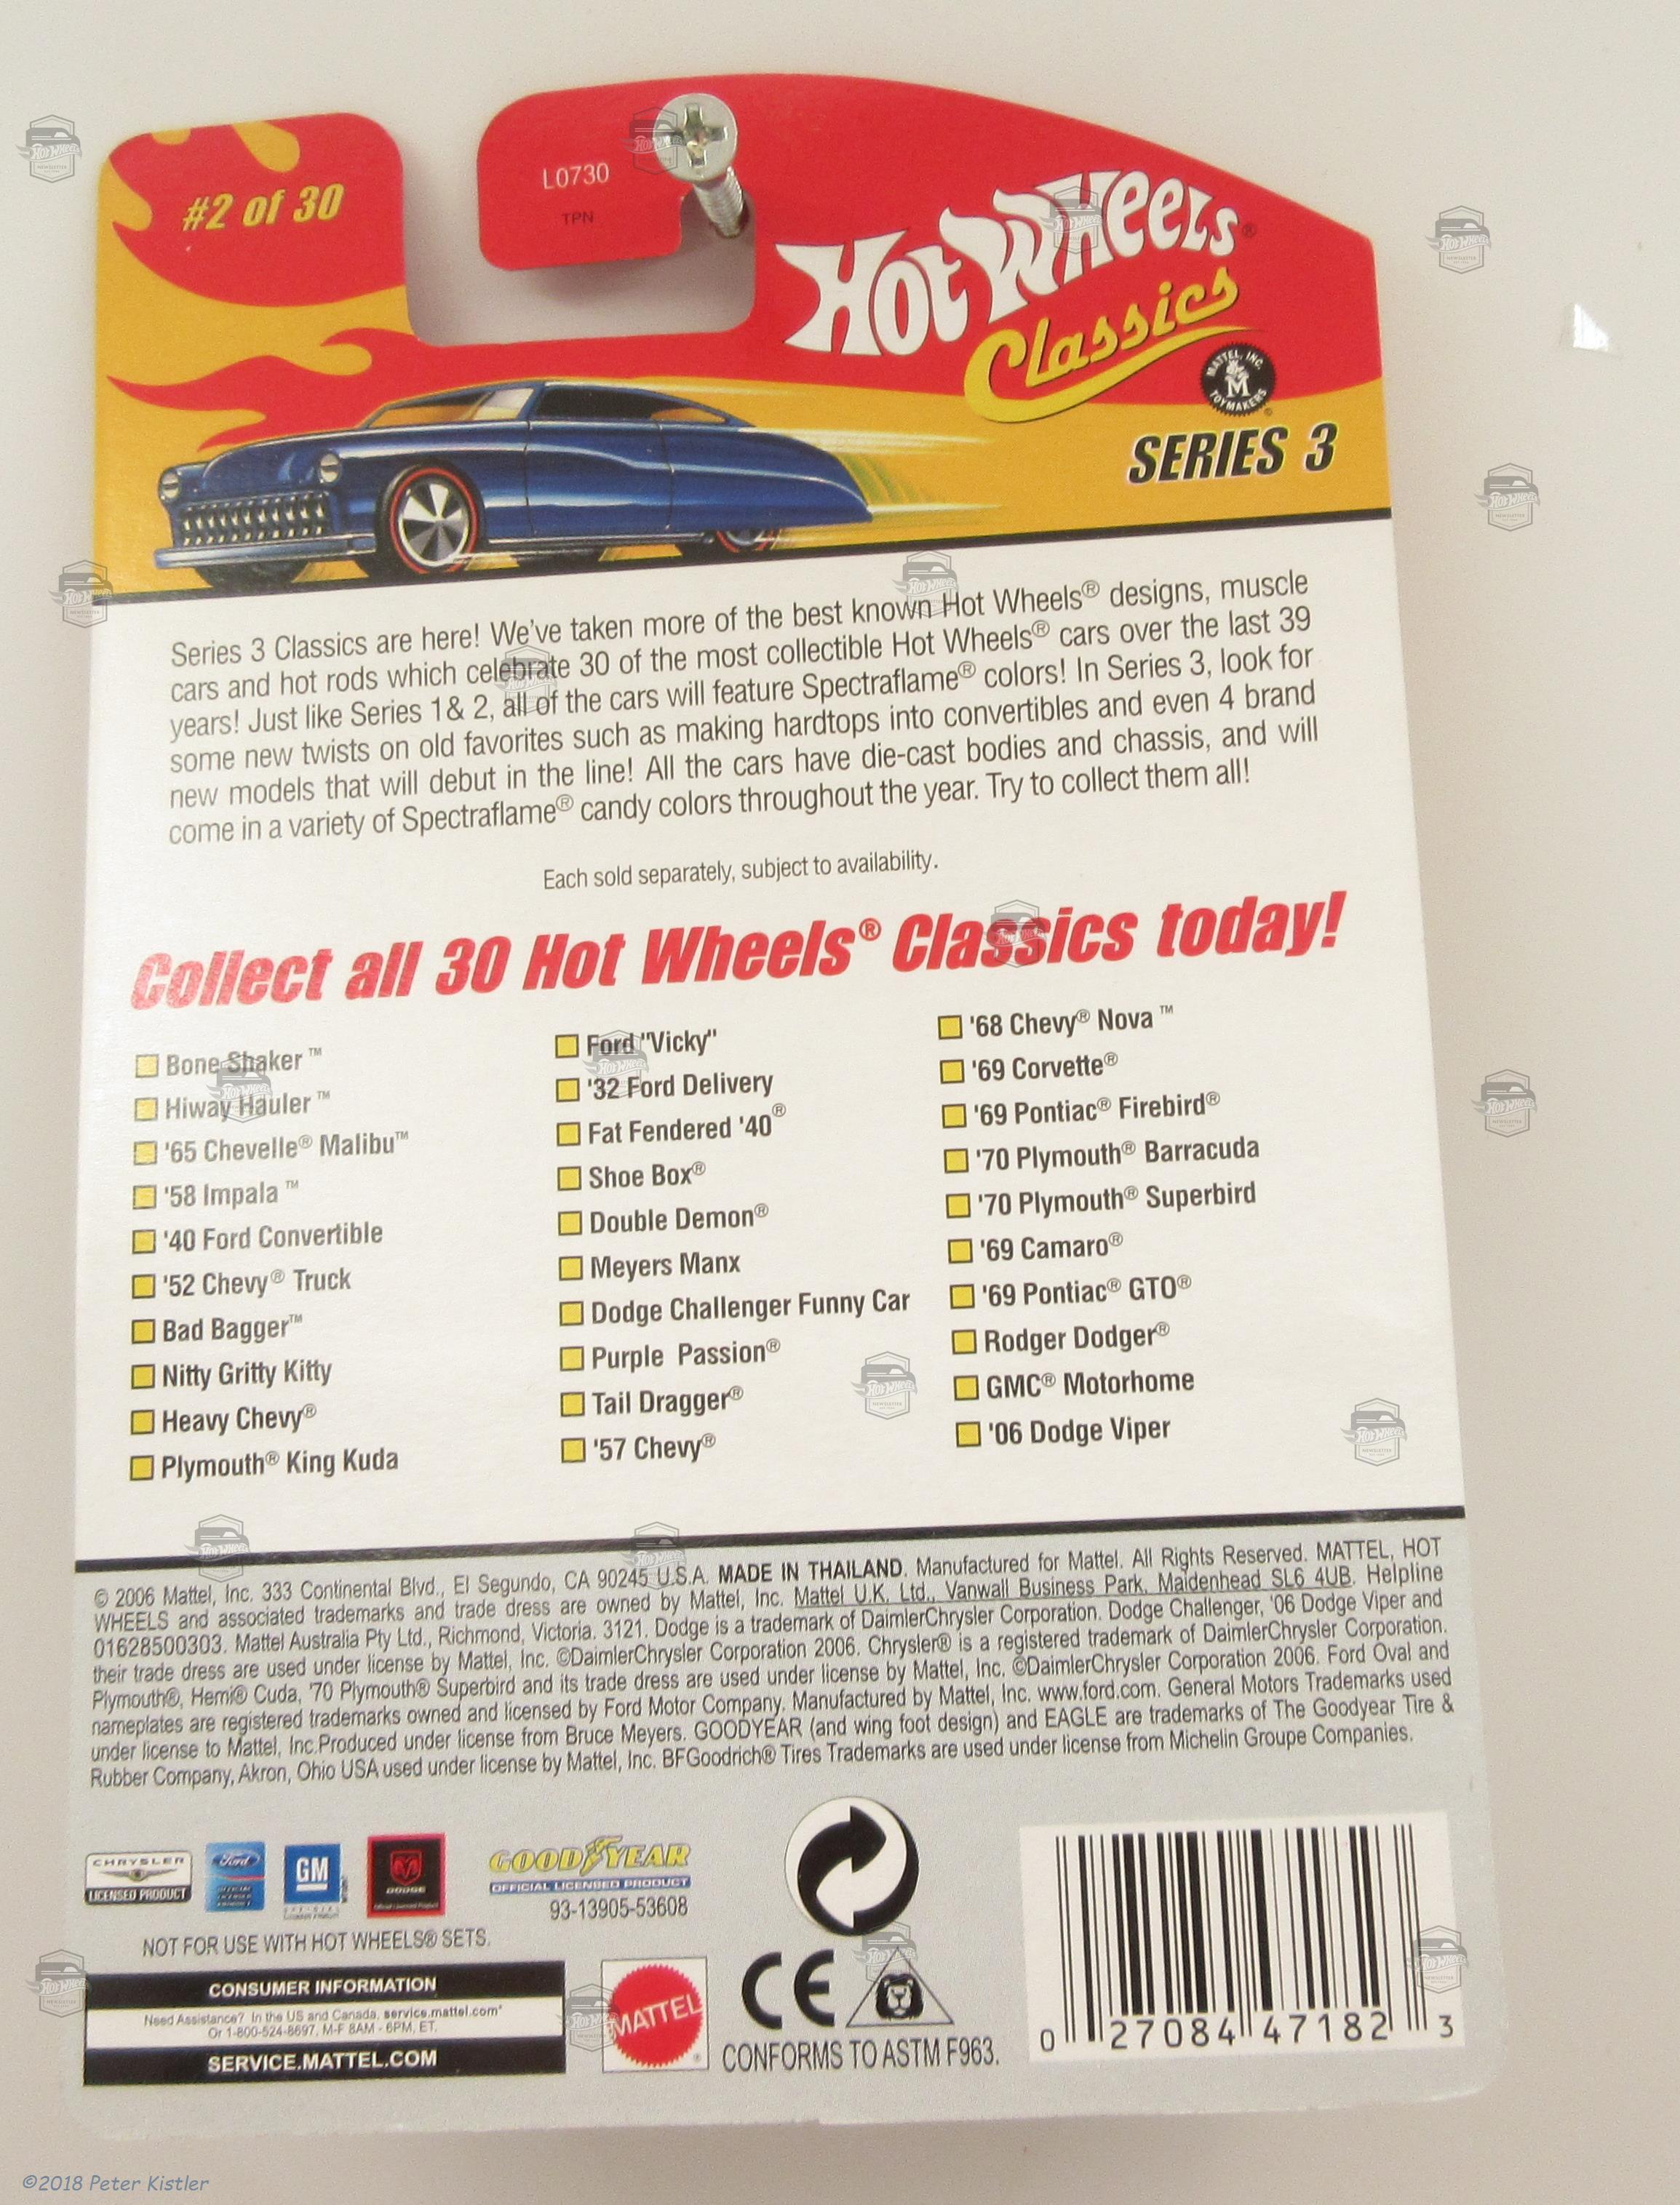 #2 of 30
L0730
TPN
Hot Wheels®
Classics
MATTEL, INC.
M
TOYMAKERS
©
SERIES 3
Series 3 Classics are here! We've taken more of the best known Hot Wheels® designs, muscle
cars and hot rods which celebrate 30 of the most collectible Hot Wheels® cars over the last 39
years! Just like Series 1& 2, all of the cars will feature Spectraflame® colors! In Series 3, look for
some new twists on old favorites such as making hardtops into convertibles and even 4 brand
new models that will debut in the line! All the cars have die-cast bodies and chassis, and will
come in a variety of Spectraflame® candy colors throughout the year. Try to collect them all!
Each sold separately, subject to availability.
Collect all 30 Hot Wheels® Classics today!
Bone Shaker™
Hiway Hauler™
'65 Chevelle® Malibu™
'58 Impala™
'40 Ford Convertible
'52 Chevy® Truck
Bad Bagger™
Nitty Gritty Kitty
Heavy Chevy®
Plymouth® King Kuda
Ford "Vicky"
'32 Ford Delivery
Fat Fendered '40®
Shoe Box®
Double Demon®
Meyers Manx
Dodge Challenger Funny Car
Purple Passion®
Tail Dragger®
'57 Chevy®
'68 Chevy® Nova™
'69 Corvette®
'69 Pontiac® Firebird®
'70 Plymouth® Barracuda
'70 Plymouth® Superbird
'69 Camaro®
'69 Pontiac® GTO®
Rodger Dodger®
GMC® Motorhome
'06 Dodge Viper
© 2006 Mattel, Inc. 333 Continental Blvd., El Segundo, CA 90245 U.S.A. MADE IN THAILAND. Manufactured for Mattel. All Rights Reserved. MATTEL, HOT
WHEELS and associated trademarks and trade dress are owned by Mattel, Inc. Mattel U.K. Ltd., Vanwall Business Park, Maidenhead SL6 4UB. Helpline
01628500303. Mattel Australia Pty Ltd., Richmond, Victoria. 3121. Dodge is a trademark of DaimlerChrysler Corporation. Dodge Challenger, '06 Dodge Viper and
their trade dress are used under license by Mattel, Inc. ©DaimlerChrysler Corporation 2006. Chrysler® is a registered trademark of DaimlerChrysler Corporation.
Plymouth®, Hemi® Cuda, '70 Plymouth® Superbird and its trade dress are used under license by Mattel, Inc. ©DaimlerChrysler Corporation 2006. Ford Oval and
nameplates are registered trademarks owned and licensed by Ford Motor Company. Manufactured by Mattel, Inc. www.ford.com. General Motors Trademarks used
under license to Mattel, Inc.Produced under license from Bruce Meyers. GOODYEAR (and wing foot design) and EAGLE are trademarks of The Goodyear Tire &
Rubber Company, Akron, Ohio USA used under license by Mattel, Inc. BFGoodrich® Tires Trademarks are used under license from Michelin Groupe Companies.
CHRYSLER
LICENSED PRODUCT
Ford
GM
DODGE
GOODYEAR
OFFICIAL LICENSED PRODUCT
93-13905-53608
NOT FOR USE WITH HOT WHEELS® SETS.
CONSUMER INFORMATION
Need Assistance? In the US and Canada, service.mattel.com
Or 1-800-524-8697, M-F 8AM - 6PM, ET.
SERVICE.MATTEL.COM
MATTEL
CE
CONFORMS TO ASTM F963.
0 27084 47182 3
©2018 Peter Kistler